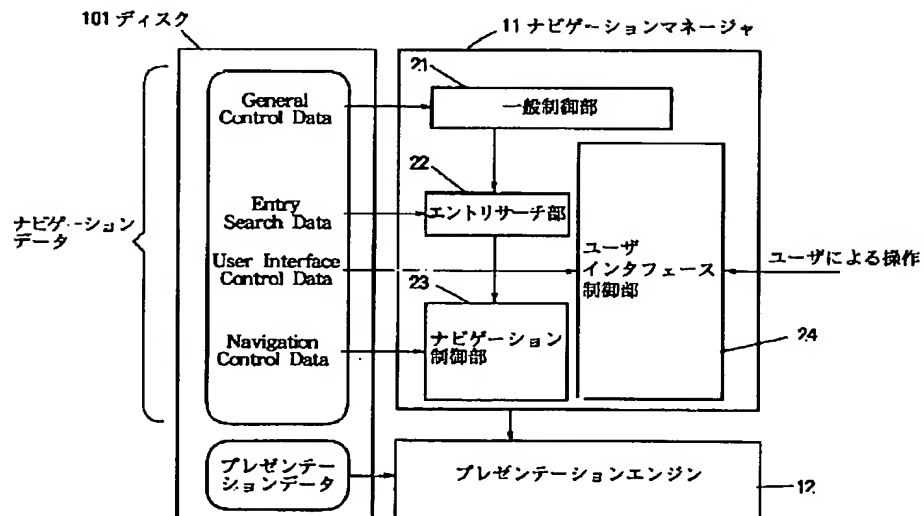 101 ディスク
11 ナビゲーションマネージャ
21
General
Control Data
一般制御部
22
Entry
Search Data
エントリサーチ部
ナビゲーション
データ
User Interface
Control Data
ユーザ
インタフェース
制御部
ユーザによる操作
23
Navigation
Control Data
ナビゲーション
制御部
24
プレゼンテー
ションデータ
プレゼンテーションエンジン
12